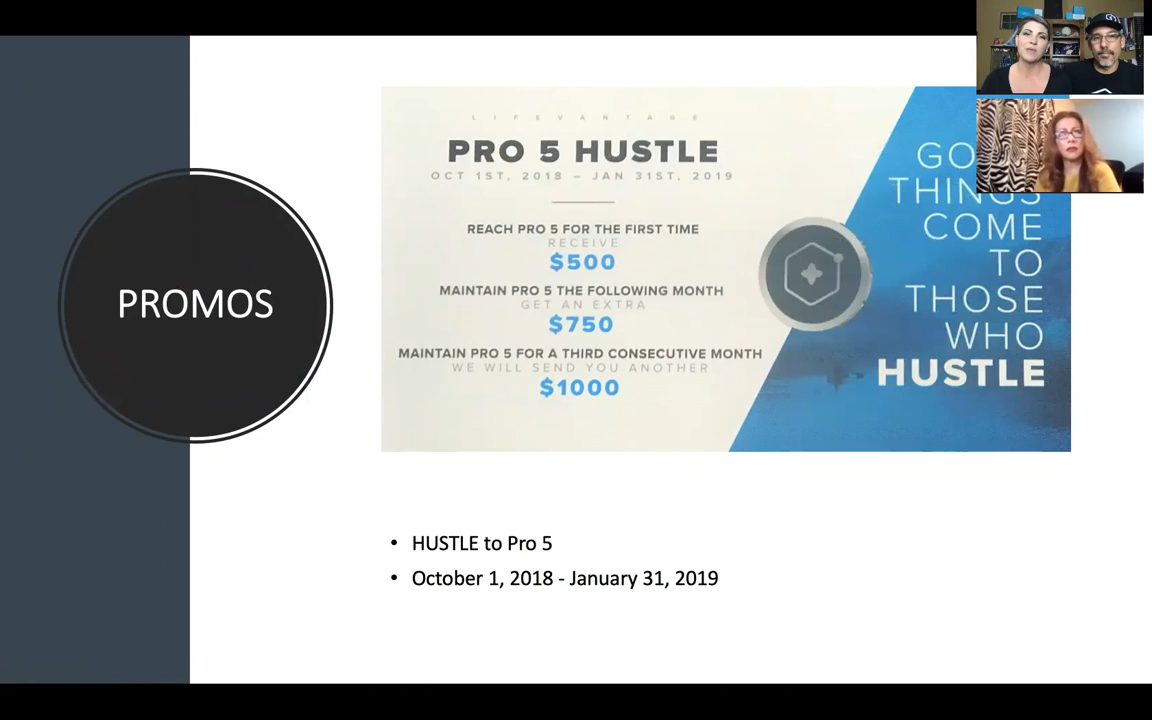 PROMOS
LIFEVANTAGE
PRO 5 HUSTLE
OCT 1ST, 2018 – JAN 31ST, 2019
REACH PRO 5 FOR THE FIRST TIME
RECEIVE
$500
MAINTAIN PRO 5 THE FOLLOWING MONTH
GET AN EXTRA
$750
MAINTAIN PRO 5 FOR A THIRD CONSECUTIVE MONTH
WE WILL SEND YOU ANOTHER
$1000
THINGS
COME
TO
THOSE
WHO
HUSTLE
• HUSTLE to Pro 5
• October 1, 2018 - January 31, 2019